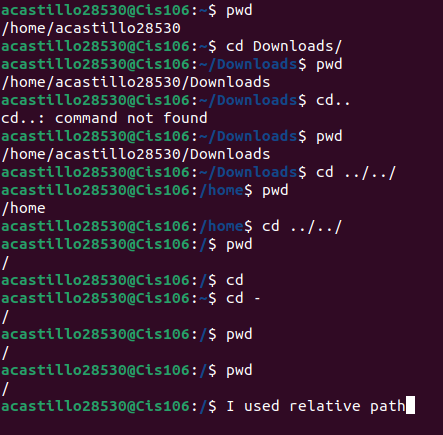 acastillo28530@Cis106:~$ pwd
/home/acastillo28530
acastillo28530@Cis106:~$ cd Downloads/
acastillo28530@Cis106:~/Downloads$ pwd
/home/acastillo28530/Downloads
acastillo28530@Cis106:~/Downloads$ cd..
cd..: command not found
acastillo28530@Cis106:~/Downloads$ pwd
/home/acastillo28530/Downloads
acastillo28530@Cis106:~/Downloads$ cd ../../
acastillo28530@Cis106:/home$ pwd
/home
acastillo28530@Cis106:/home$ cd ../../
acastillo28530@Cis106:/$ pwd
/
acastillo28530@Cis106:/$ cd
acastillo28530@Cis106:~$ cd -
/
acastillo28530@Cis106:/$ pwd
/
acastillo28530@Cis106:/$ pwd
/
acastillo28530@Cis106:/$ I used relative path